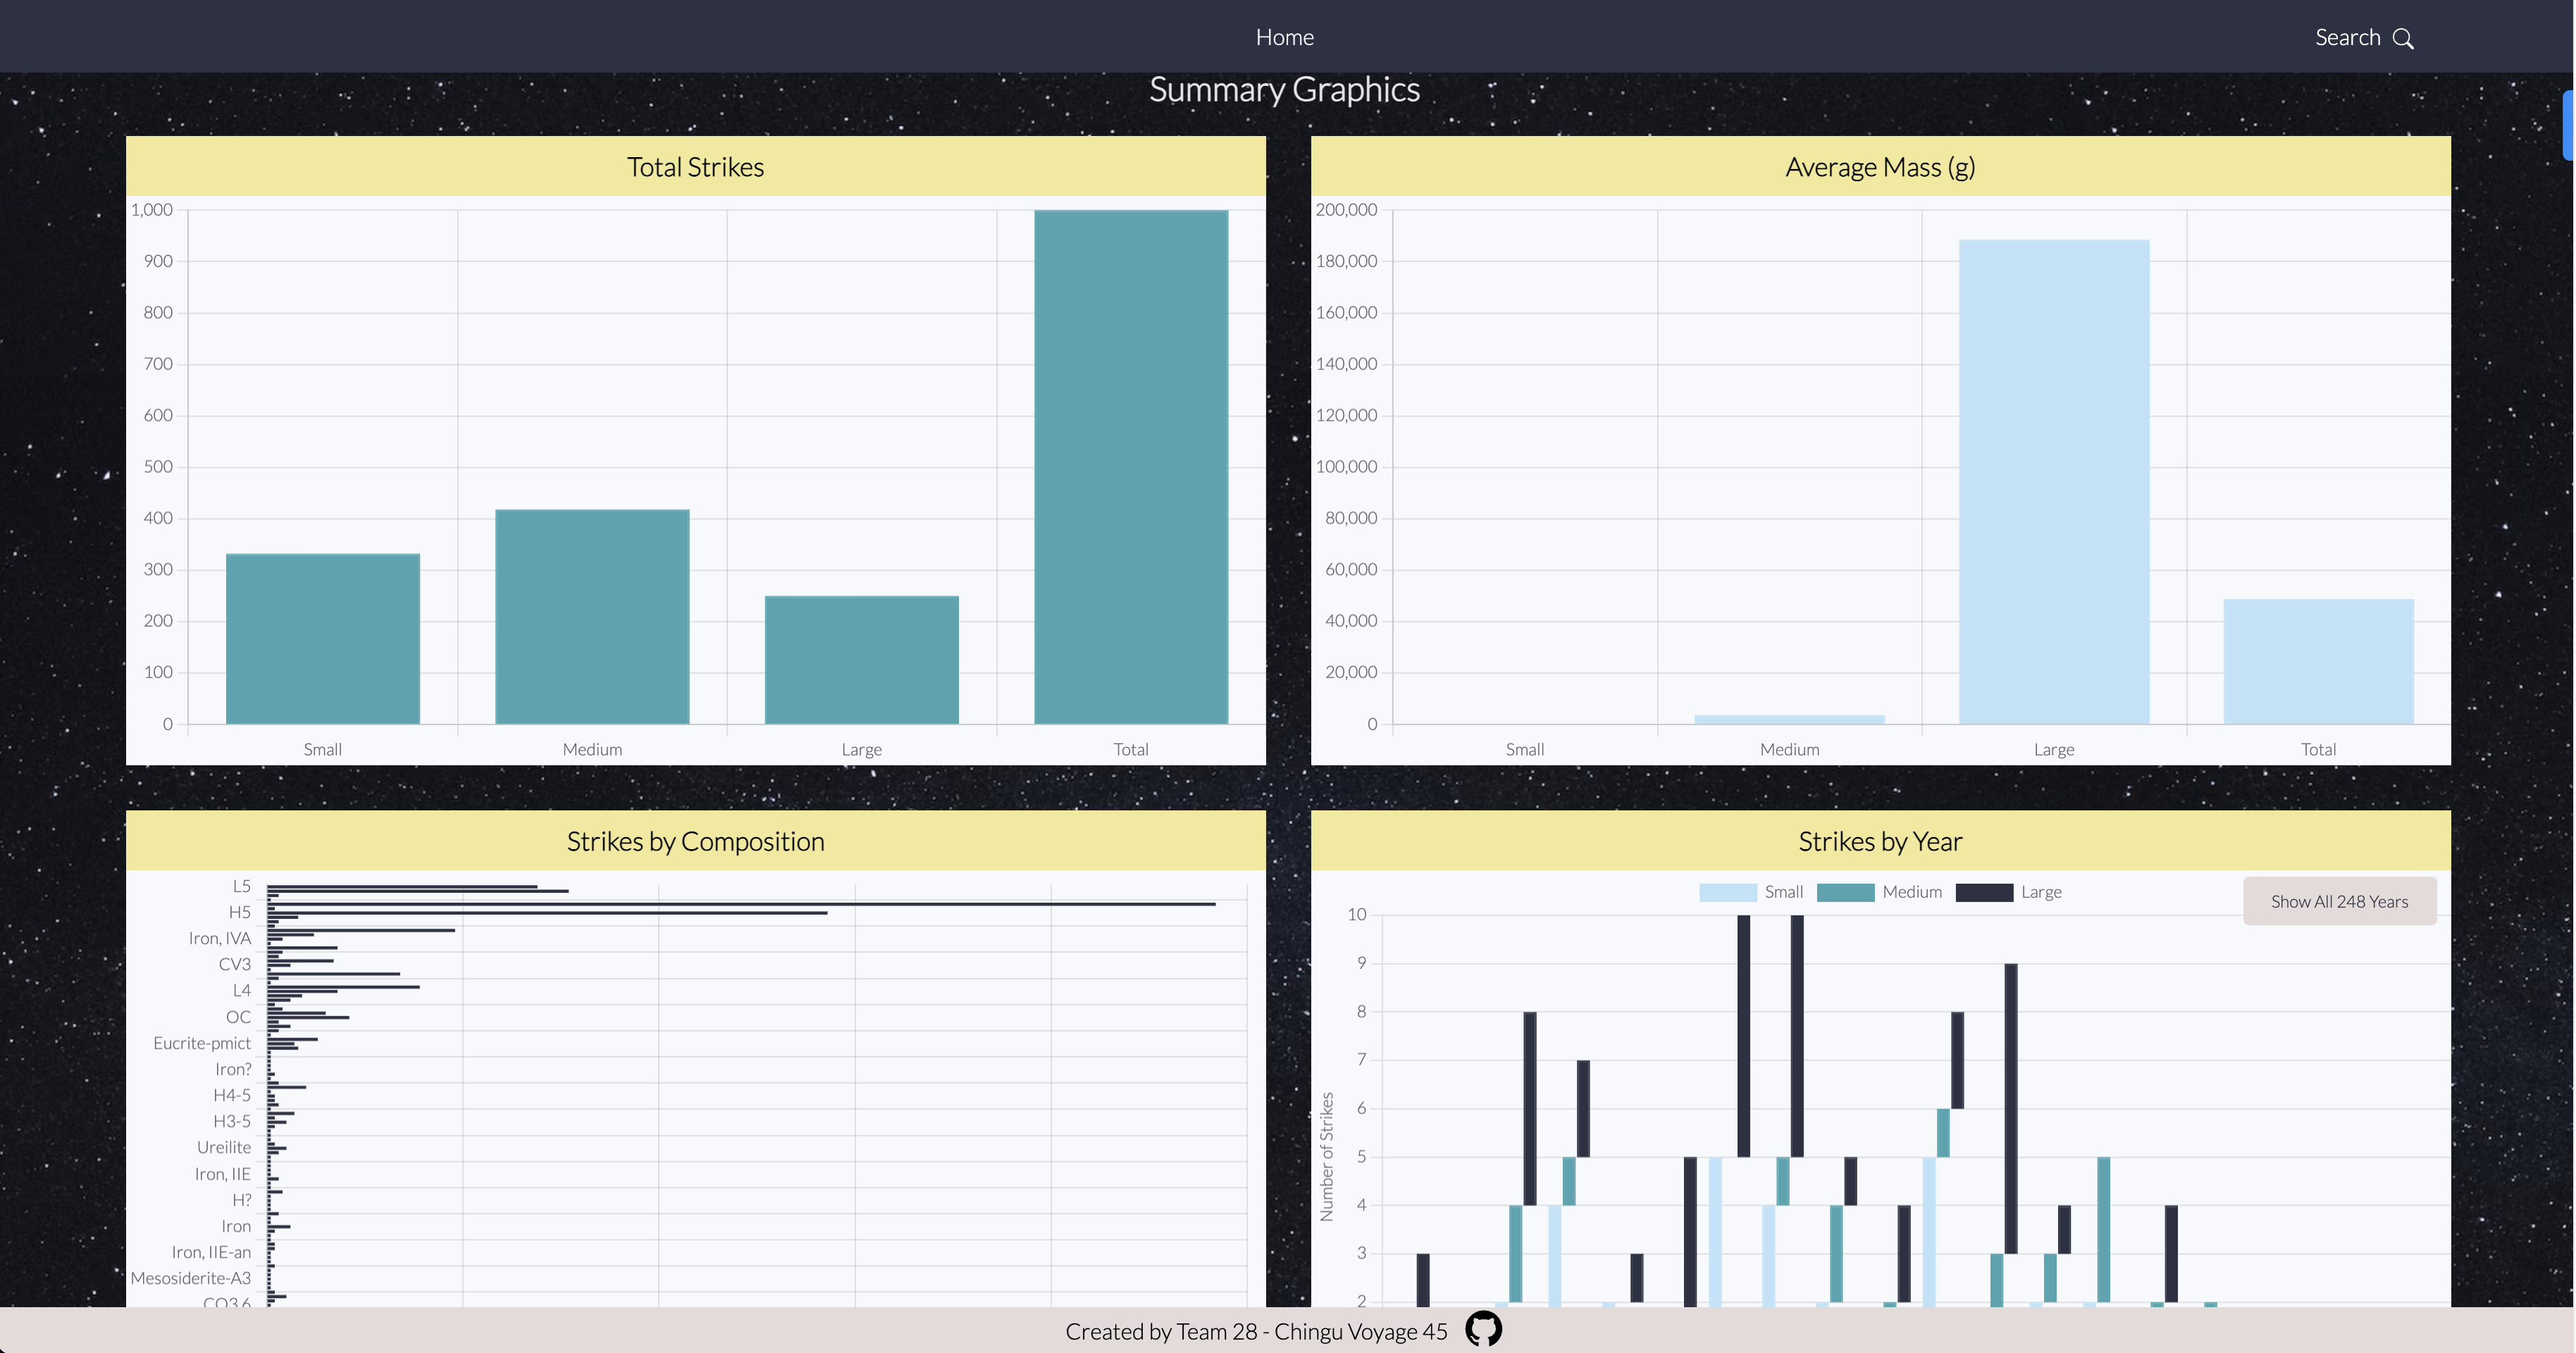 Home
Search
Summary Graphics
Total Strikes
1,000
900
800
700
600
500
400
300
200
100
0
Small
Medium
Large
Total
Average Mass (g)
200,000
180,000
160,000
140,000
120,000
100,000
80,000
60,000
40,000
20,000
0
Small
Medium
Large
Total
Strikes by Composition
L5
H5
Iron, IVA
CV3
L4
OC
Eucrite-pmict
Iron?
H4-5
H3-5
Ureilite
Iron, IIE
H?
Iron
Iron, IIE-an
Mesosiderite-A3
CO3.6
Strikes by Year
Small
Medium
Large
Show All 248 Years
10
9
8
7
6
5
4
3
2
Number of Strikes
Created by Team 28 - Chingu Voyage 45